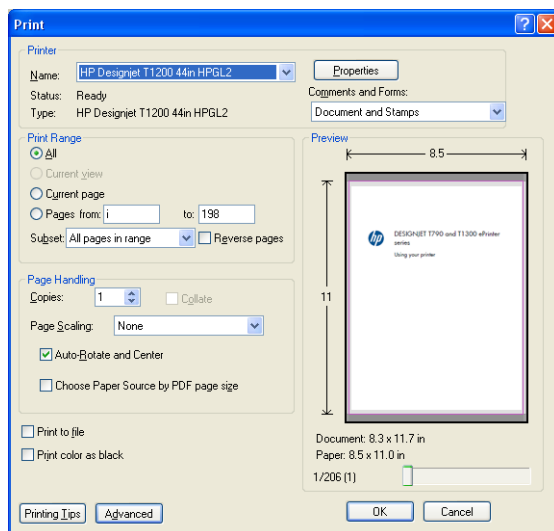 Print
Printer
Name: HP Designjet T1200 44in HPGL2
Properties
Status: Ready
Type: HP Designjet T1200 44in HPGL2
Comments and Forms:
Document and Stamps
Print Range
All
Current view
Current page
Pages from: i to: 198
Subset: All pages in range
Reverse pages
Page Handling
Copies: 1
Collate
Page Scaling: None
Auto-Rotate and Center
Choose Paper Source by PDF page size
Print to file
Print color as black
Preview
8.5
11
hp
DESIGNJET T790 and T1300 ePrinter
series
Using your printer
Document: 8.3 x 11.7 in
Paper: 8.5 x 11.0 in
1/206 (1)
Printing Tips
Advanced
OK
Cancel